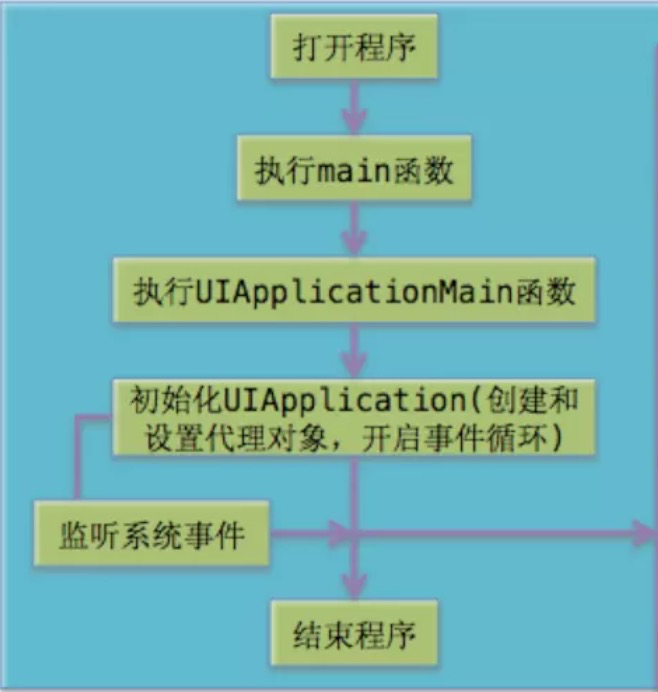 打开程序
执行main函数
执行UIApplicationMain函数
初始化UIApplication(创建和
设置代理对象，开启事件循环)
监听系统事件
结束程序